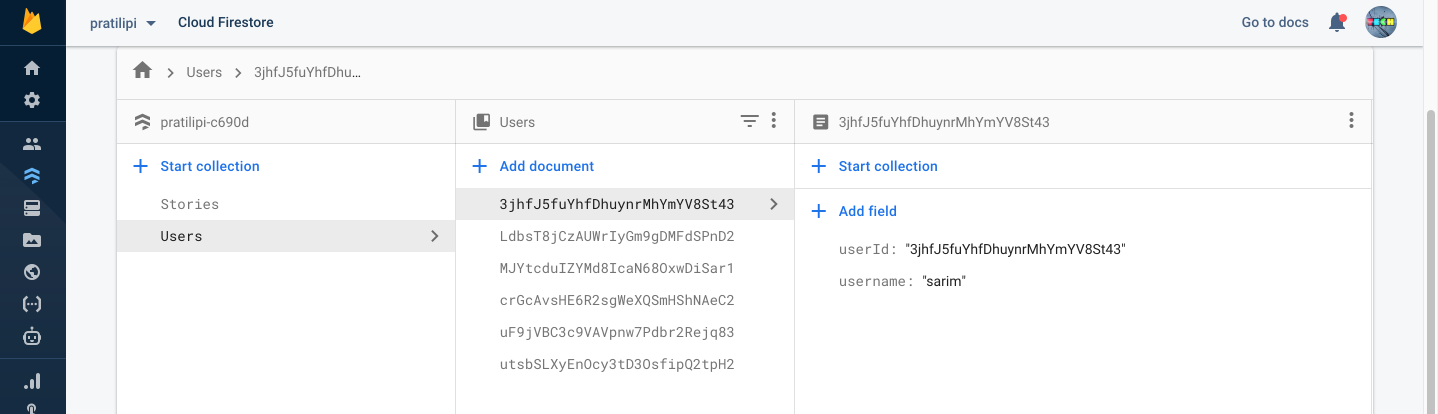 pratilipi Cloud Firestore Go to docs
Users 3jhfJ5fuYhfDhu...
pratilipi-c690d Users 3jhfJ5fuYhfDhuynrMhYmYV8St43
Start collection Add document Start collection
Stories 3jhfJ5fuYhfDhuynrMhYmYV8St43
Add field
Users LdbsT8jCzAUWrIyGm9gDMFdSPnD2
userId: "3jhfJ5fuYhfDhuynrMhYmYV8St43"
MJYtcduIZYMd8IcaN68OxwDiSar1
username: "sarim"
crGcAvsHE6R2sgWeXQSmHShNAeC2
uF9jVBC3c9VAVpnw7Pdbr2Rejq83
utsbSLXyEnOcy3tD3OsfipQ2tpH2